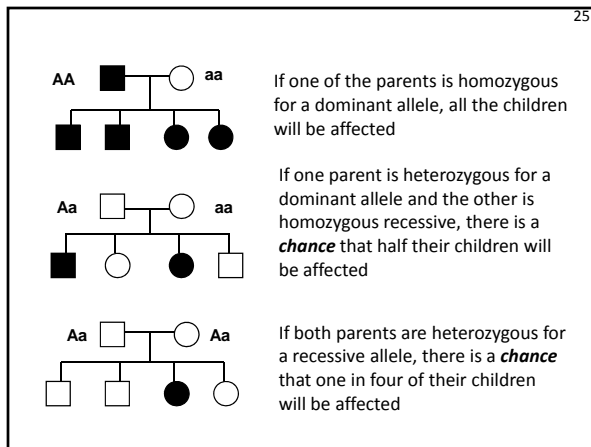 25
AA
aa
If one of the parents is homozygous
for a dominant allele, all the children
will be affected
Aa
aa
If one parent is heterozygous for a
dominant allele and the other is
homozygous recessive, there is a
chance that half their children will
be affected
Aa
Aa
If both parents are heterozygous for
a recessive allele, there is a chance
that one in four of their children
will be affected